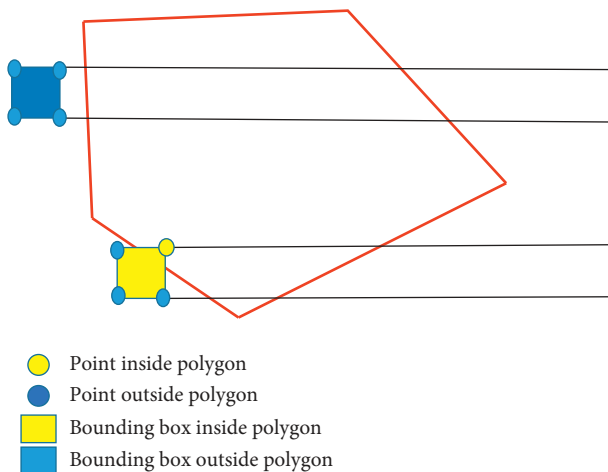 Point inside polygon
Point outside polygon
Bounding box inside polygon
Bounding box outside polygon